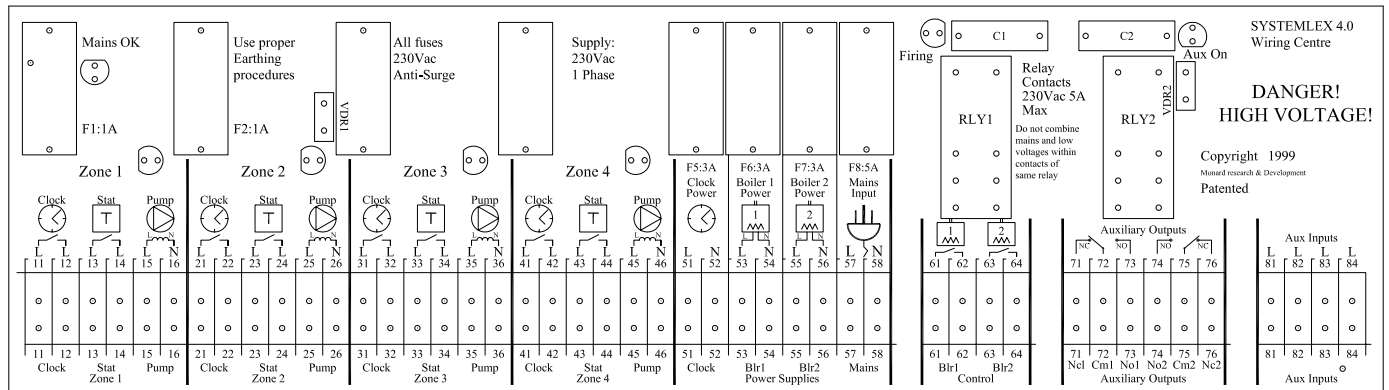 Mains OK
F1:1A
Use proper
Earthing
procedures
F2:1A
VDR1
All fuses
230Vac
Anti-Surge
Supply:
230Vac
1 Phase
Firing
C1
RLY1
Relay
Contacts
230Vac 5A
Max
Do not combine
mains and low
voltages within
contacts of
same relay
C2
Aux On
RLY2
VDR2
SYSTEMLEX 4.0
Wiring Centre
DANGER!
HIGH VOLTAGE!
Copyright 1999
Monard research & Development
Patented
Zone 1
Zone 2
Zone 3
Zone 4
F5:3A
Clock
Power
F6:3A
Boiler 1
Power
F7:3A
Boiler 2
Power
F8:5A
Mains
Input
Clock Stat Pump Clock Stat Pump Clock Stat Pump Clock Stat Pump
T T T T
1 2
L L L N L L L N L L L N L L L N L N L N L N L N
1 2
Auxiliary Outputs
NC NO NO NC
Aux Inputs
L L L L
11 12 13 14 15 16 21 22 23 24 25 26 31 32 33 34 35 36 41 42 43 44 45 46 51 52 53 54 55 56 57 58 61 62 63 64 71 72 73 74 75 76 81 82 83 84
11 12 13 14 15 16 21 22 23 24 25 26 31 32 33 34 35 36 41 42 43 44 45 46 51 52 53 54 55 56 57 58 61 62 63 64 71 72 73 74 75 76 81 82 83 84
Clock Stat Pump Clock Stat Pump Clock Stat Pump Clock Stat Pump Clock Blr1 Blr2 Mains Blr1 Blr2 Nc1 Cm1 No1 No2 Cm2 Nc2
Zone 1 Zone 2 Zone 3 Zone 4 Power Supplies Control Auxiliary Outputs Aux Inputs